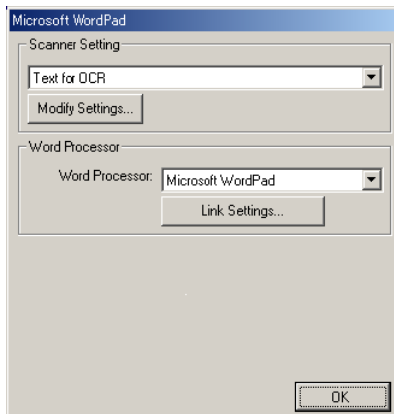 Microsoft WordPad
Scanner Setting
Text for OCR
Modify Settings...
Word Processor
Word Processor: Microsoft WordPad
Link Settings...
OK